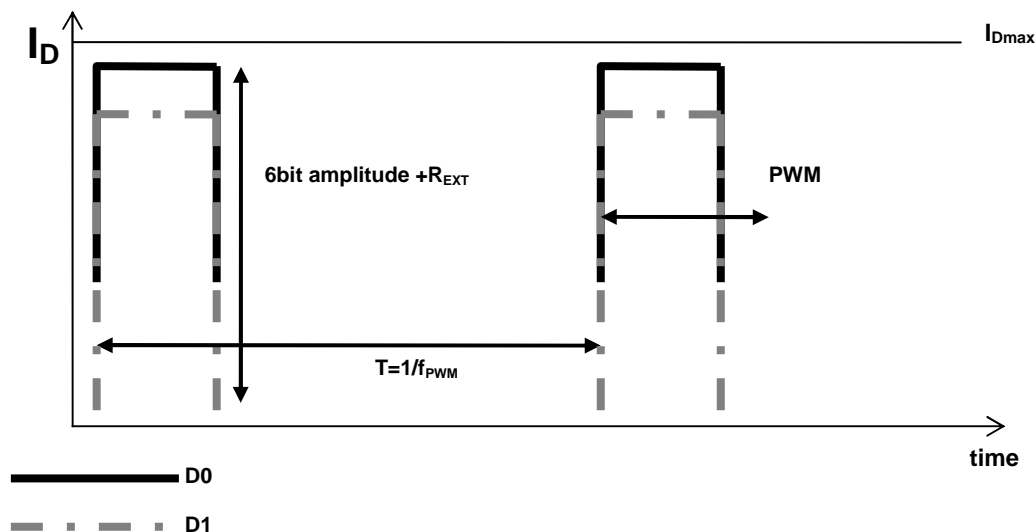 I_D
I_Dmax
6bit amplitude +R_EXT
PWM
T=1/f_PWM
time
D0
D1